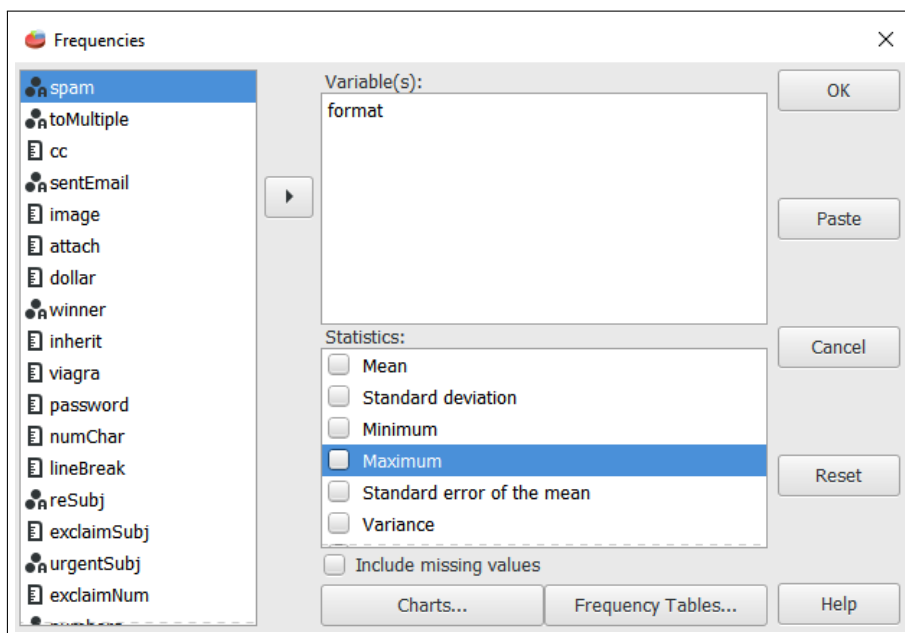 Frequencies
spam
toMultiple
cc
sentEmail
image
attach
dollar
winner
inherit
viagra
password
numChar
lineBreak
reSubj
exclaimSubj
urgentSubj
exclaimNum
Variable(s):
format
Statistics:
Mean
Standard deviation
Minimum
Maximum
Standard error of the mean
Variance
Include missing values
Charts...
Frequency Tables...
OK
Paste
Cancel
Reset
Help